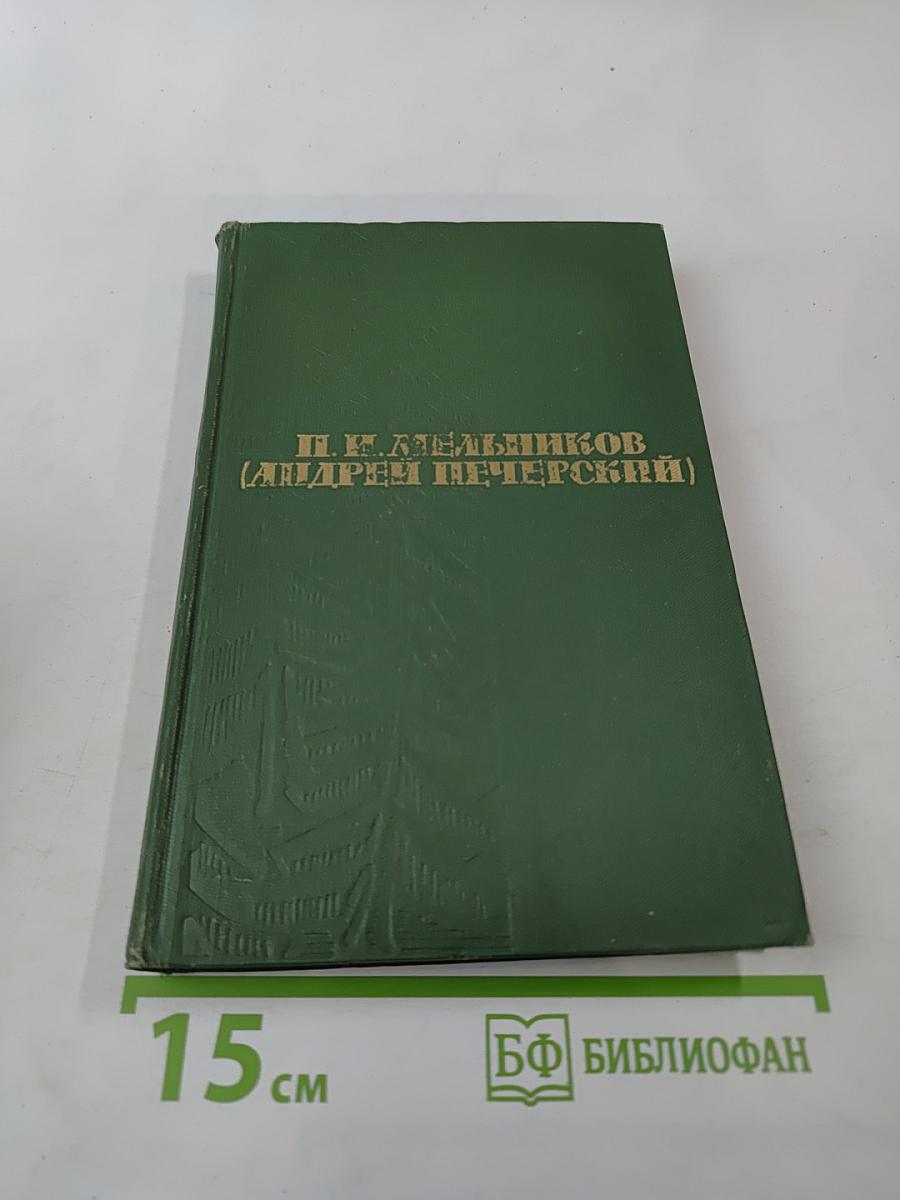 П. И. МЕЛЬНИКОВ
(АНДРЕЙ ПЕЧЕРСКИЙ)
15 см
БФ БИБЛИОФАН